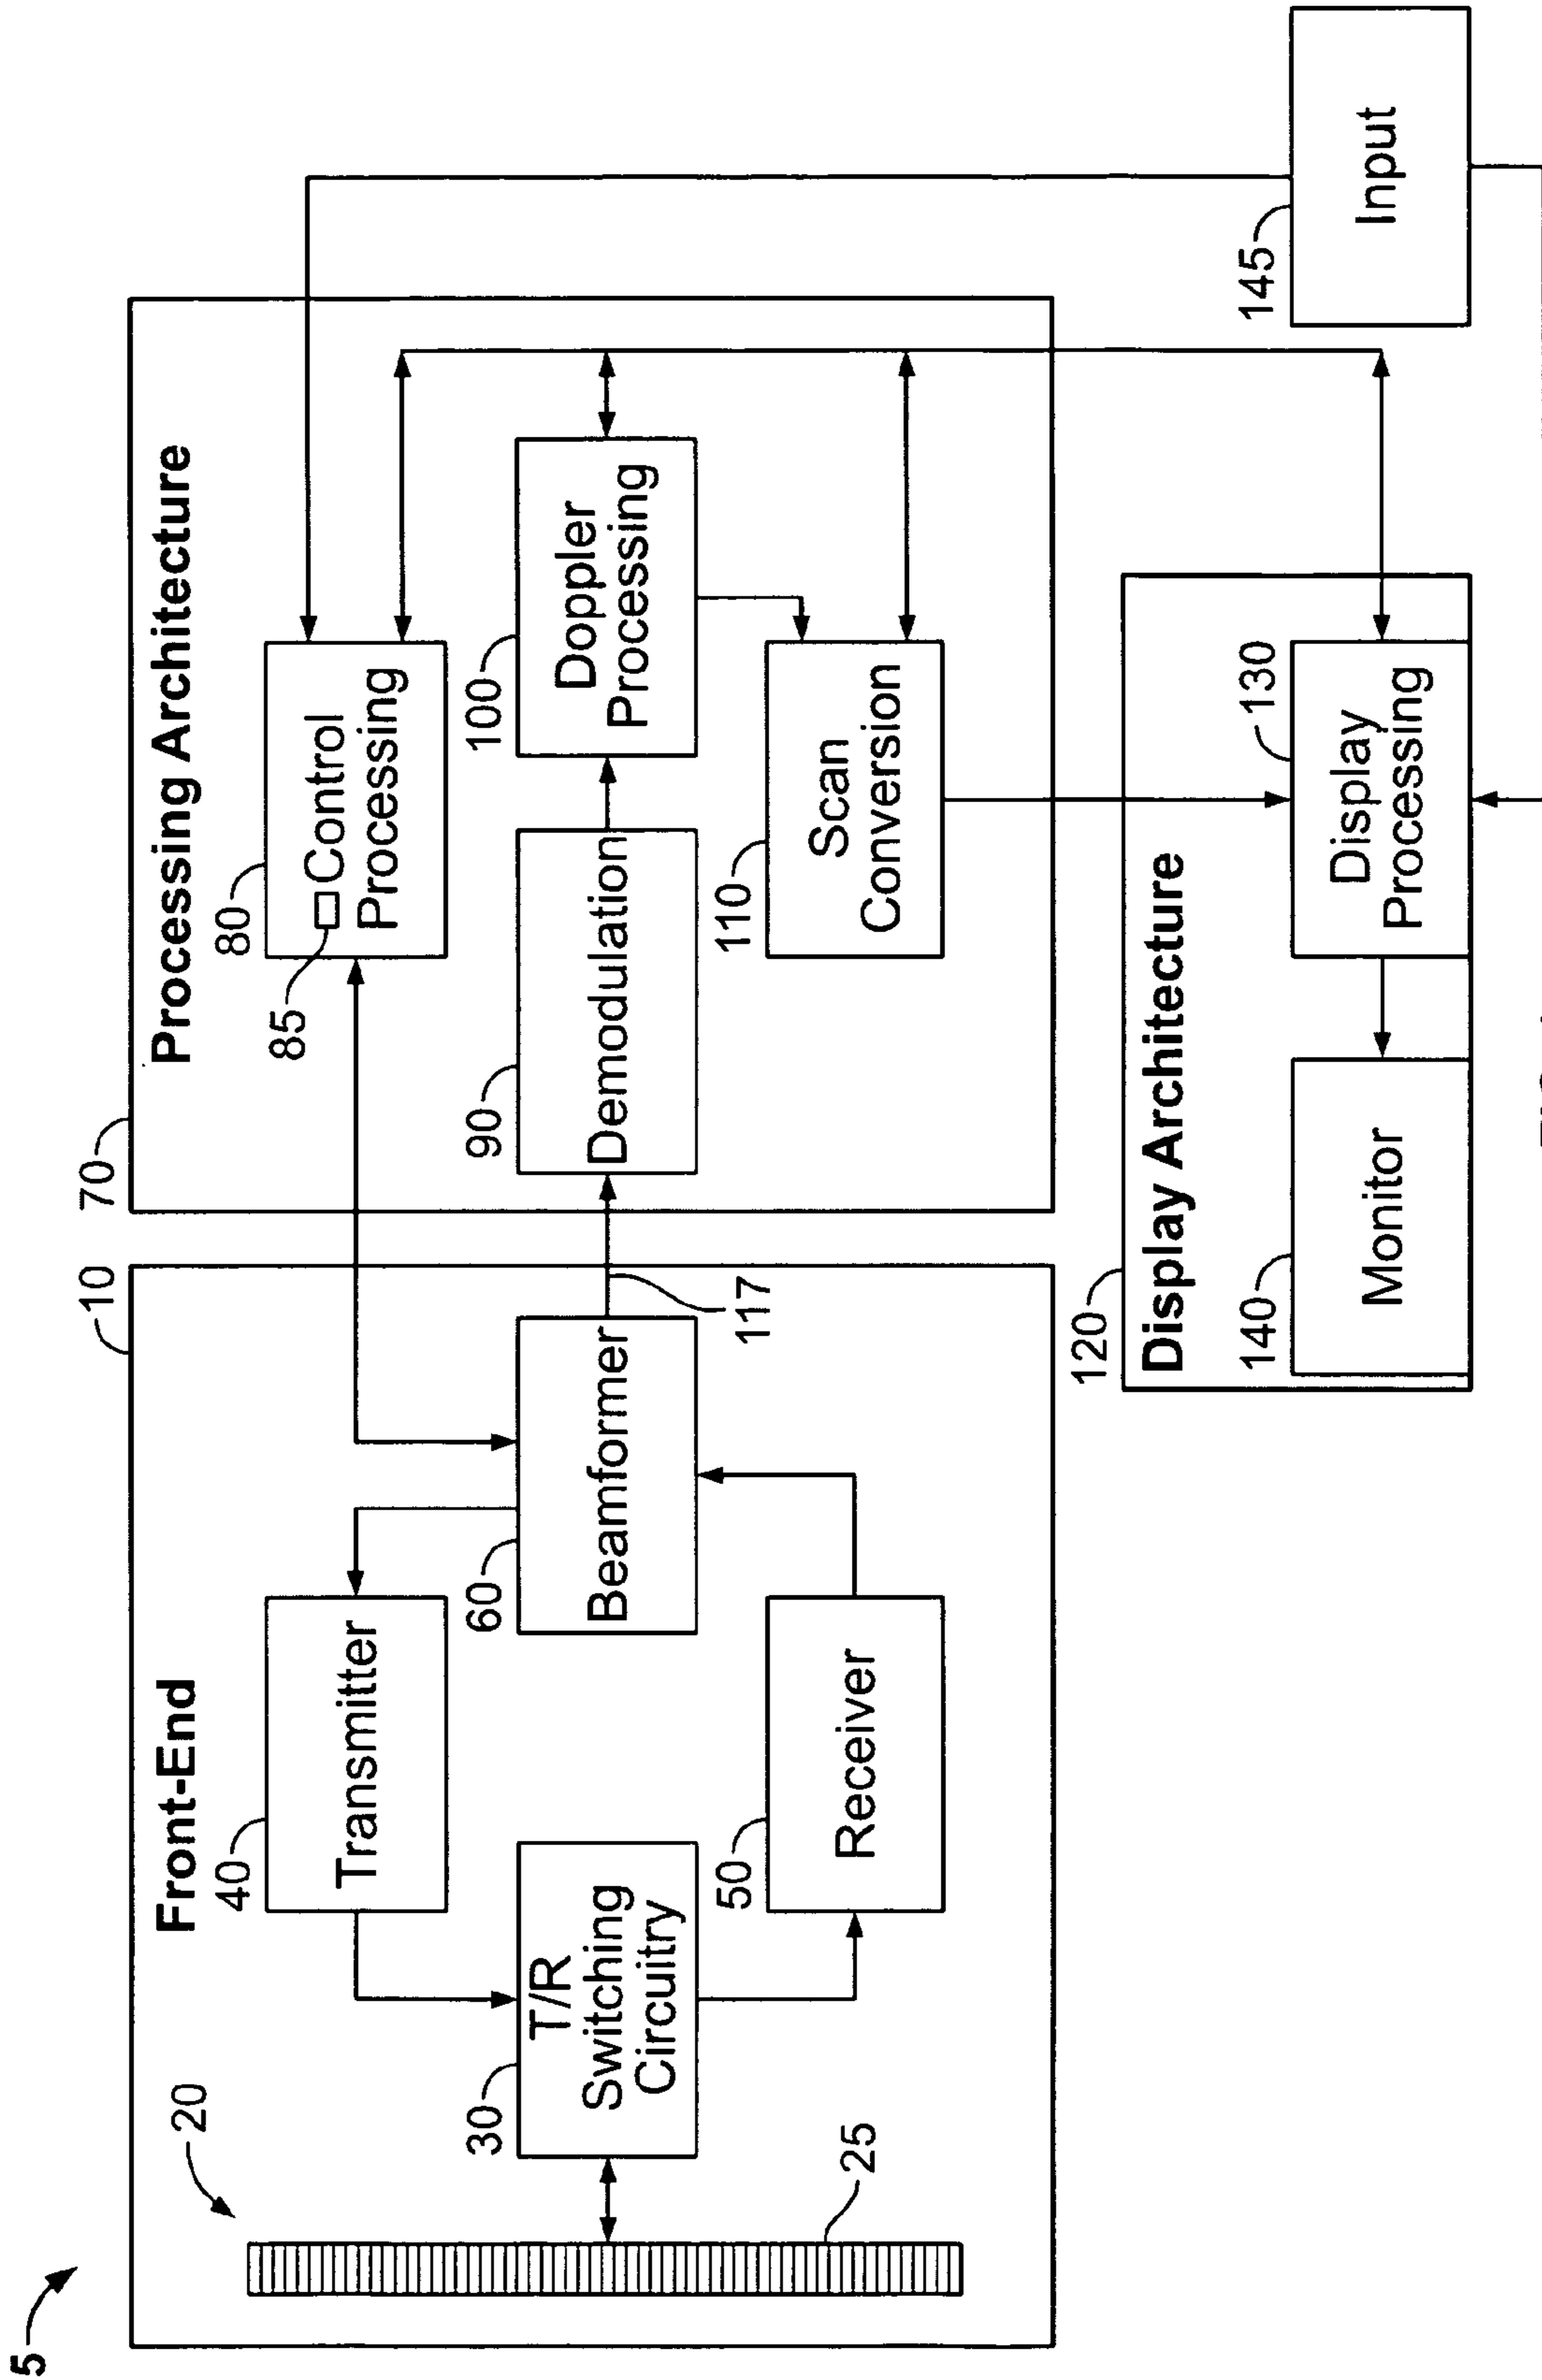 5
10
Front-End
20
25
30
T/R
Switching
Circuitry
40
Transmitter
50
Receiver
60
Beamformer
117
70
Processing Architecture
80
85
Control
Processing
90
Demodulation
100
Doppler
Processing
110
Scan
Conversion
120
Display Architecture
130
Display
Processing
140
Monitor
145
Input